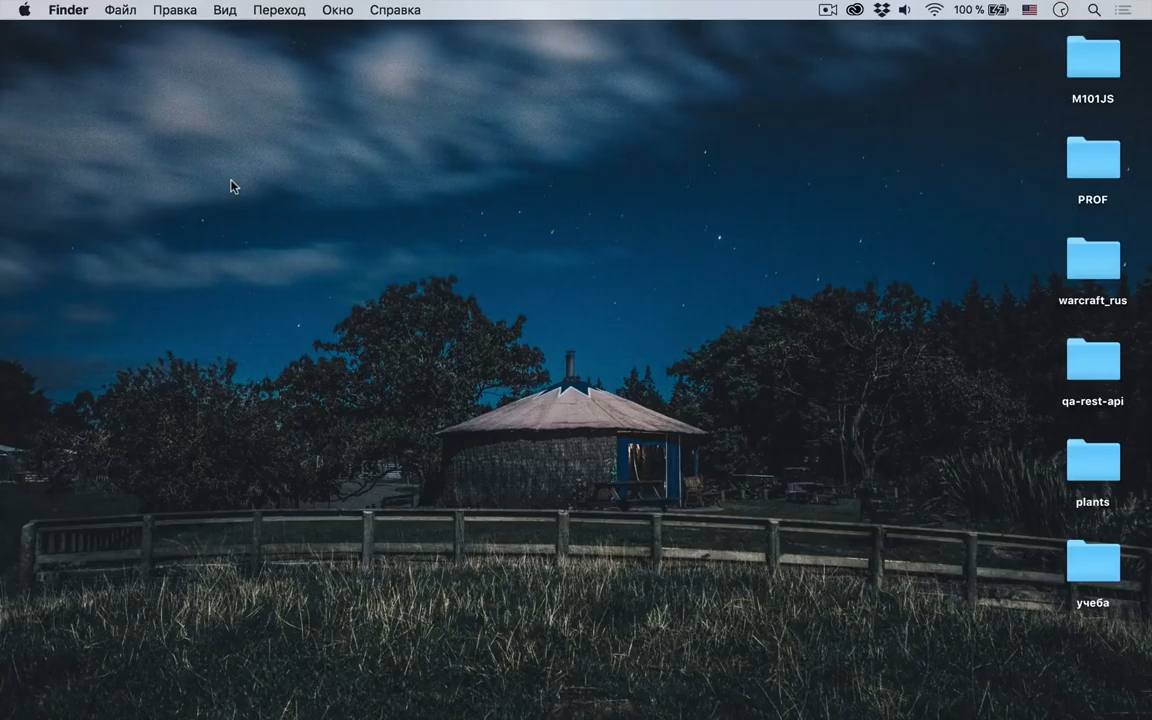 Finder Файл Правка Вид Переход Окно Справка 100 %
M101JS
PROF
warcraft_rus
qa-rest-api
plants
учеба